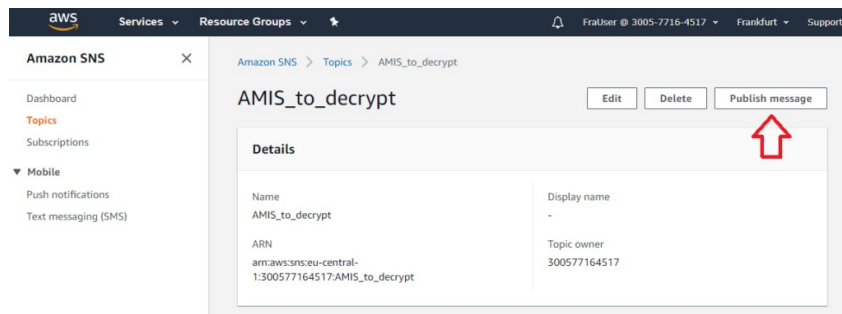 aws Services Resource Groups FraUser @ 3005-7716-4517 Frankfurt Support
Amazon SNS
Dashboard
Topics
Subscriptions
Mobile
Push notifications
Text messaging (SMS)
Amazon SNS > Topics > AMIS_to_decrypt
AMIS_to_decrypt
Edit Delete Publish message
Details
Name
AMIS_to_decrypt
ARN
arn:aws:sns:eu-central-
1:300577164517:AMIS_to_decrypt
Display name
-
Topic owner
300577164517